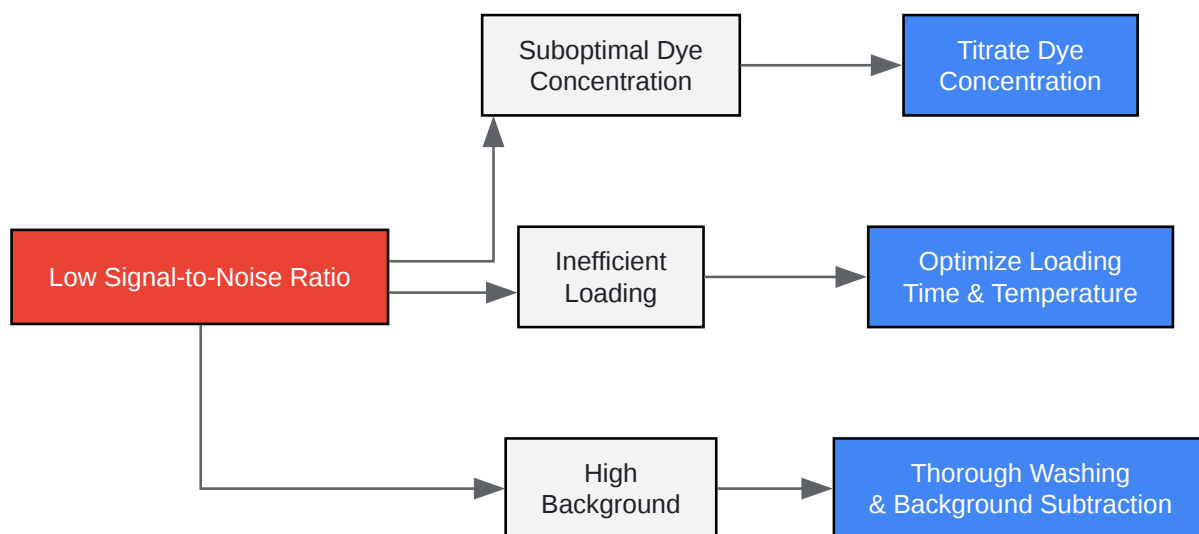 Suboptimal Dye
Concentration
Titrate Dye
Concentration
Low Signal-to-Noise Ratio
Inefficient
Loading
Optimize Loading
Time & Temperature
High
Background
Thorough Washing
& Background Subtraction